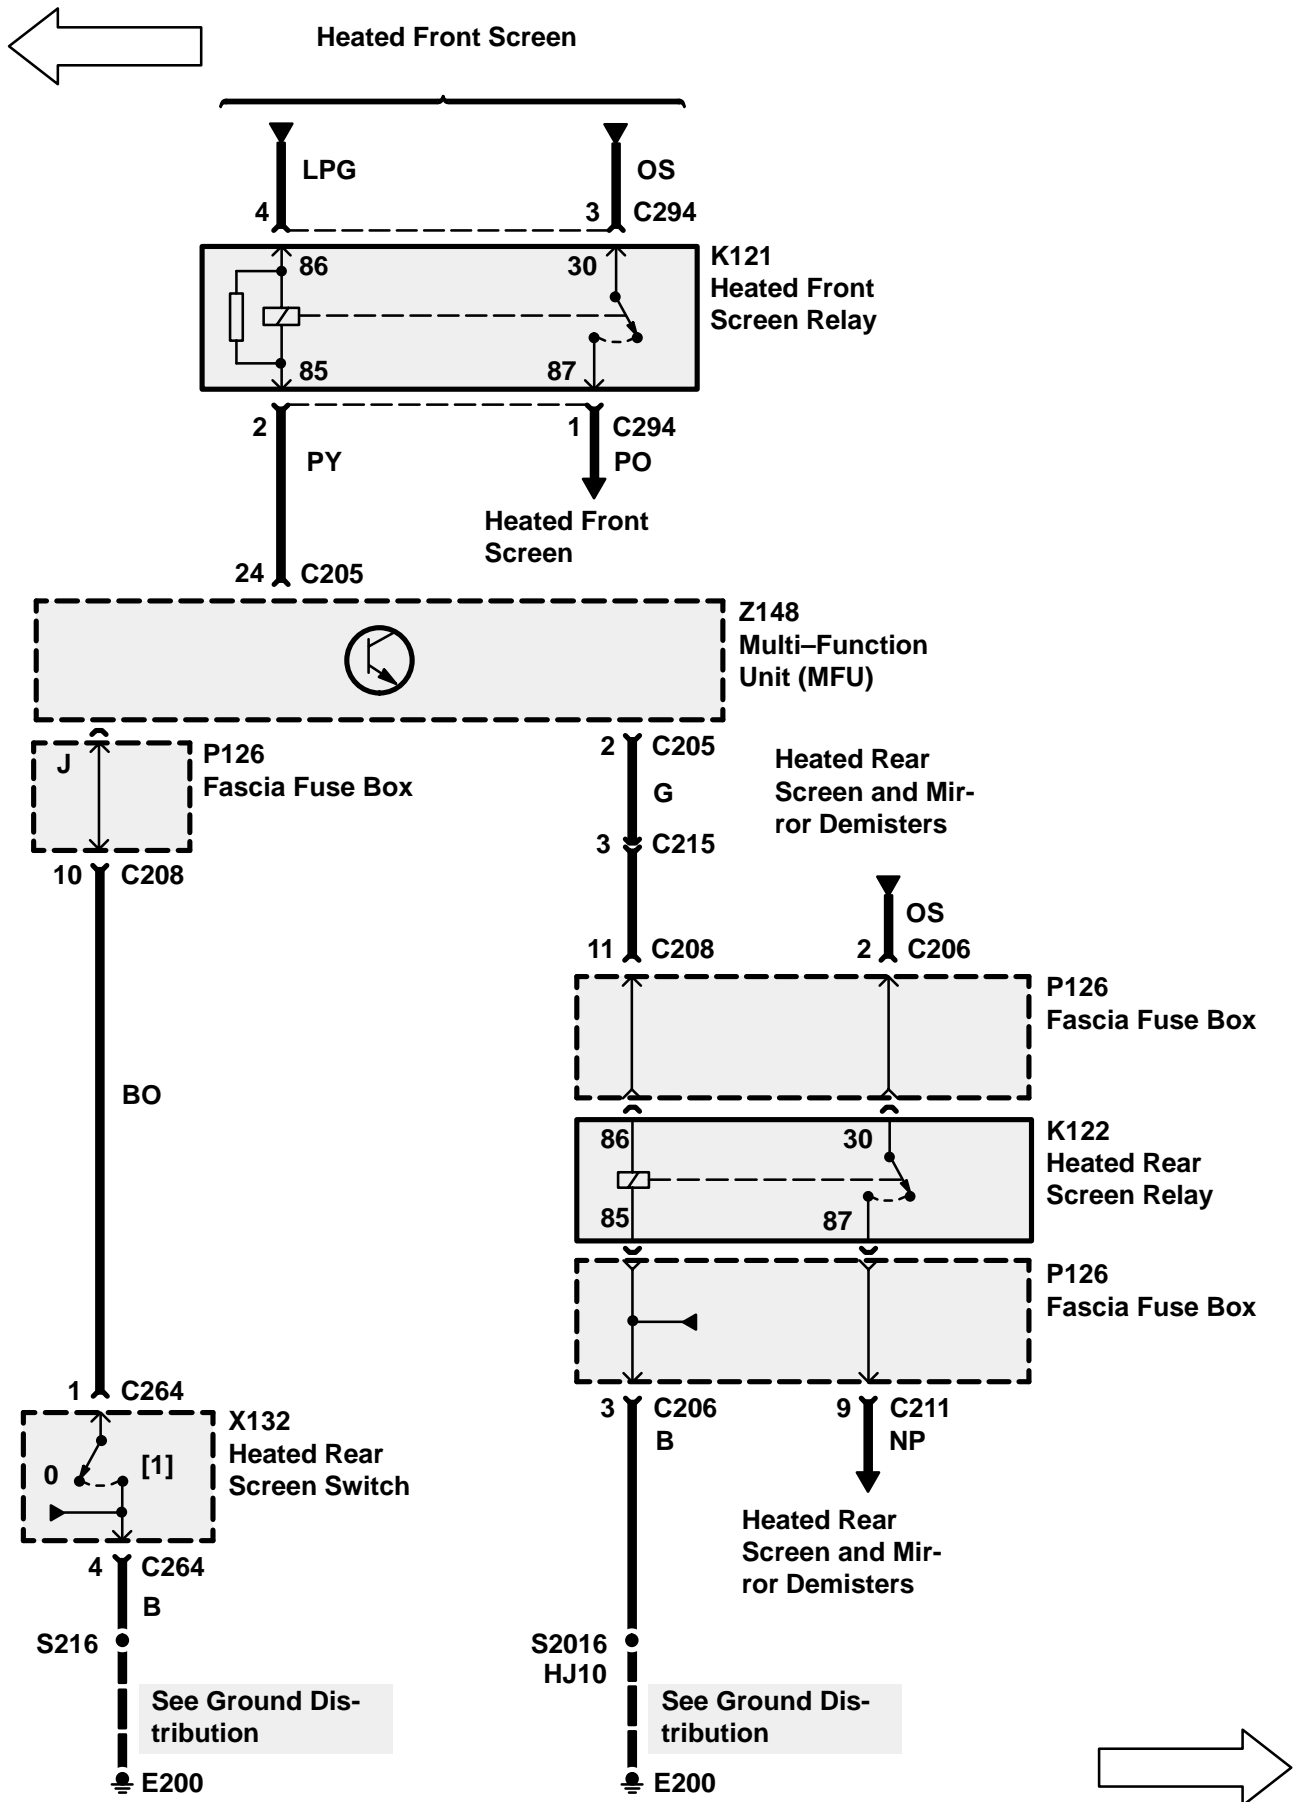 Heated Front Screen
LPG
OS
4
3
C294
86
30
K121
Heated Front
Screen Relay
85
87
2
1
C294
PY
PO
Heated Front
Screen
24
C205
Z148
Multi–Function
Unit (MFU)
J
P126
Fascia Fuse Box
2
C205
G
3
C215
Heated Rear
Screen and Mir-
ror Demisters
10
C208
OS
11
C208
2
C206
P126
Fascia Fuse Box
BO
86
30
K122
Heated Rear
Screen Relay
85
87
P126
Fascia Fuse Box
1
C264
3
C206
B
9
C211
NP
X132
Heated Rear
Screen Switch
0
[1]
Heated Rear
Screen and Mir-
ror Demisters
4
C264
B
S216
S2016
HJ10
See Ground Dis-
tribution
See Ground Dis-
tribution
E200
E200